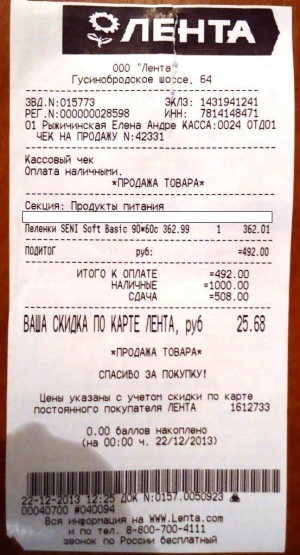 ЛЕНТА
ООО "Лента"
Гусинобродское шоссе, 64
ЗВД.N:015773 ЭКЛЗ: 1431941241
РЕГ.N:000000028598 ИНН: 7814148471
01 Рыжичинская Елена Андре КАССА:0024 ОТД01
ЧЕК НА ПРОДАЖУ N:42331
Кассовый чек
Оплата наличными.
*ПРОДАЖА ТОВАРА*
Секция: Продукты питания
Пеленки SENI Soft Basic 90*60с 362.99 1 362.01
ПОДИТОГ руб: =492.00
ИТОГО К ОПЛАТЕ =492.00
НАЛИЧНЫЕ =1000.00
СДАЧА =508.00
ВАША СКИДКА ПО КАРТЕ ЛЕНТА, руб 25.68
*ПРОДАЖА ТОВАРА*
СПАСИБО ЗА ПОКУПКУ!
Цены указаны с учетом скидки по карте
постоянного покупателя ЛЕНТА 1612733
0.00 баллов накоплено
(на 00:00 ч. 22/12/2013)
22-12-2013 12:25 ДОК N:0157.0050923
00040700 #040094
Вся информация на WWW.Lenta.com
и по тел. 8-800-700-4111
звонок по России бесплатный